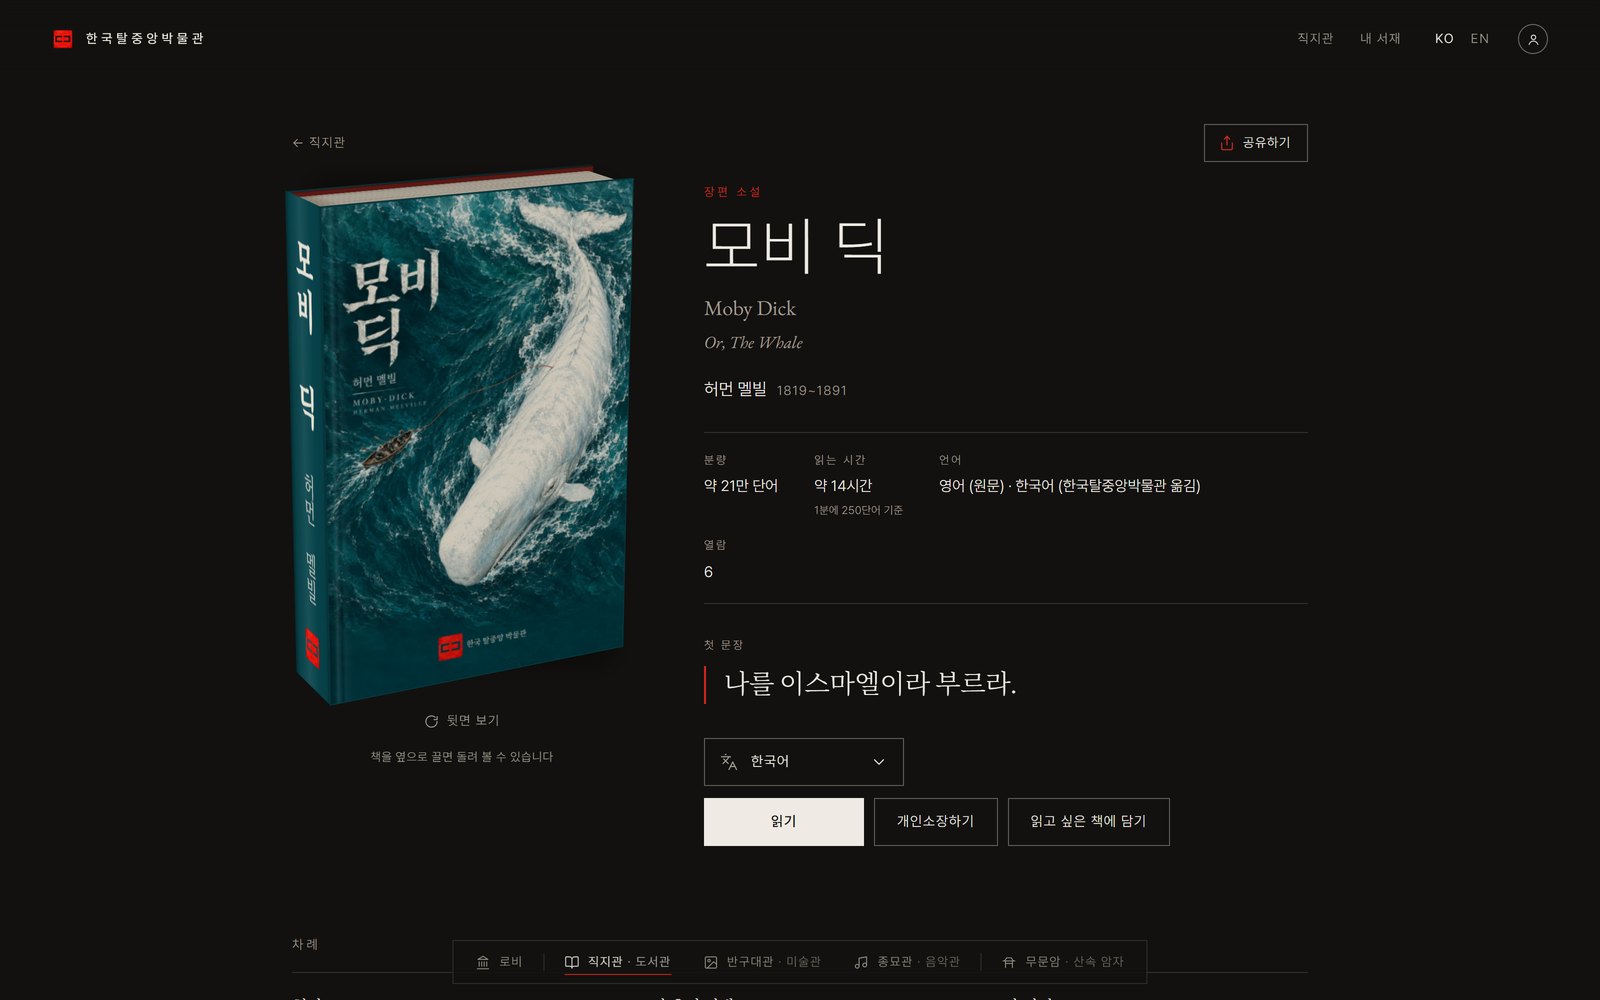 한국탈중앙박물관
직지관
내 서재
KO
EN
← 직지관
공유하기
모비 딕
허먼 멜빌
모비
딕
허먼 멜빌
MOBY-DICK
HERMAN MELVILLE
한국 탈중앙 박물관
뒷면 보기
책을 옆으로 끌면 돌려 볼 수 있습니다
장편 소설
모비 딕
Moby Dick
Or, The Whale
허먼 멜빌 1819~1891
분량
약 21만 단어
읽는 시간
약 14시간
1분에 250단어 기준
언어
영어 (원문) · 한국어 (한국탈중앙박물관 옮김)
열람
6
첫 문장
나를 이스마엘이라 부르라.
한국어
읽기
개인소장하기
읽고 싶은 책에 담기
차례
로비
직지관 · 도서관
반구대관 · 미술관
종묘관 · 음악관
무문암 · 산속 암자